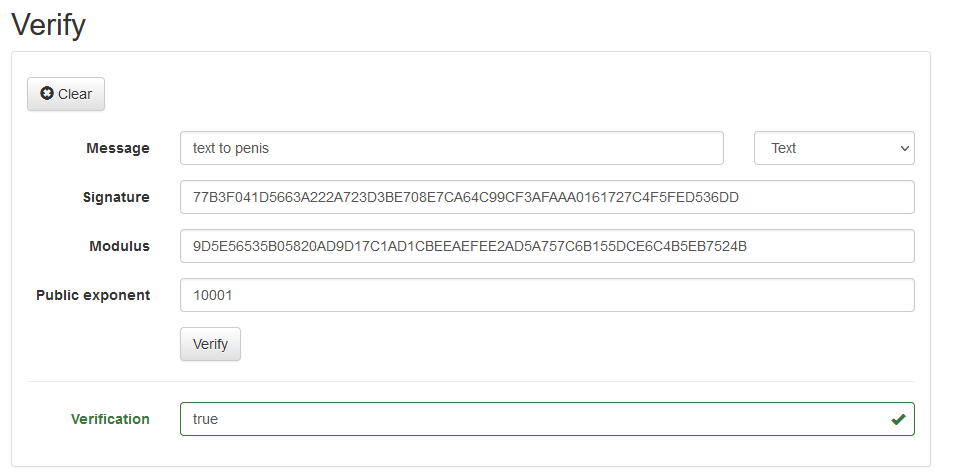 Verify
Clear
Message text to penis Text
Signature 77B3F041D5663A222A723D3BE708E7CA64C99CF3AFAAA0161727C4F5FED536DD
Modulus 9D5E56535B05820AD9D17C1AD1CBEEAEFEE2AD5A757C6B155DCE6C4B5EB7524B
Public exponent 10001
Verify
Verification true